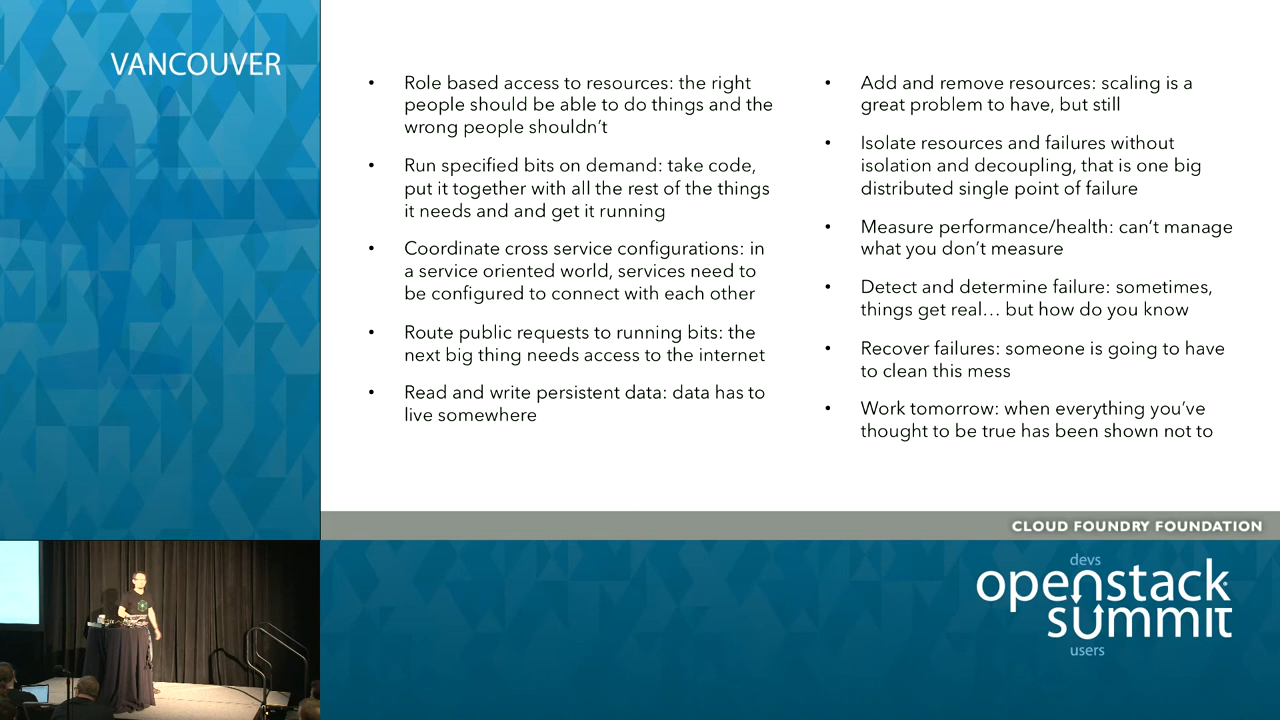 VANCOUVER
• Role based access to resources: the right
people should be able to do things and the
wrong people shouldn't
• Run specified bits on demand: take code,
put it together with all the rest of the things
it needs and and get it running
• Coordinate cross service configurations: in
a service oriented world, services need to
be configured to connect with each other
• Route public requests to running bits: the
next big thing needs access to the internet
• Read and write persistent data: data has to
live somewhere
• Add and remove resources: scaling is a
great problem to have, but still
• Isolate resources and failures without
isolation and decoupling, that is one big
distributed single point of failure
• Measure performance/health: can't manage
what you don't measure
• Detect and determine failure: sometimes,
things get real… but how do you know
• Recover failures: someone is going to have
to clean this mess
• Work tomorrow: when everything you've
thought to be true has been shown not to
CLOUD FOUNDRY FOUNDATION
devs
openstack
summit
users